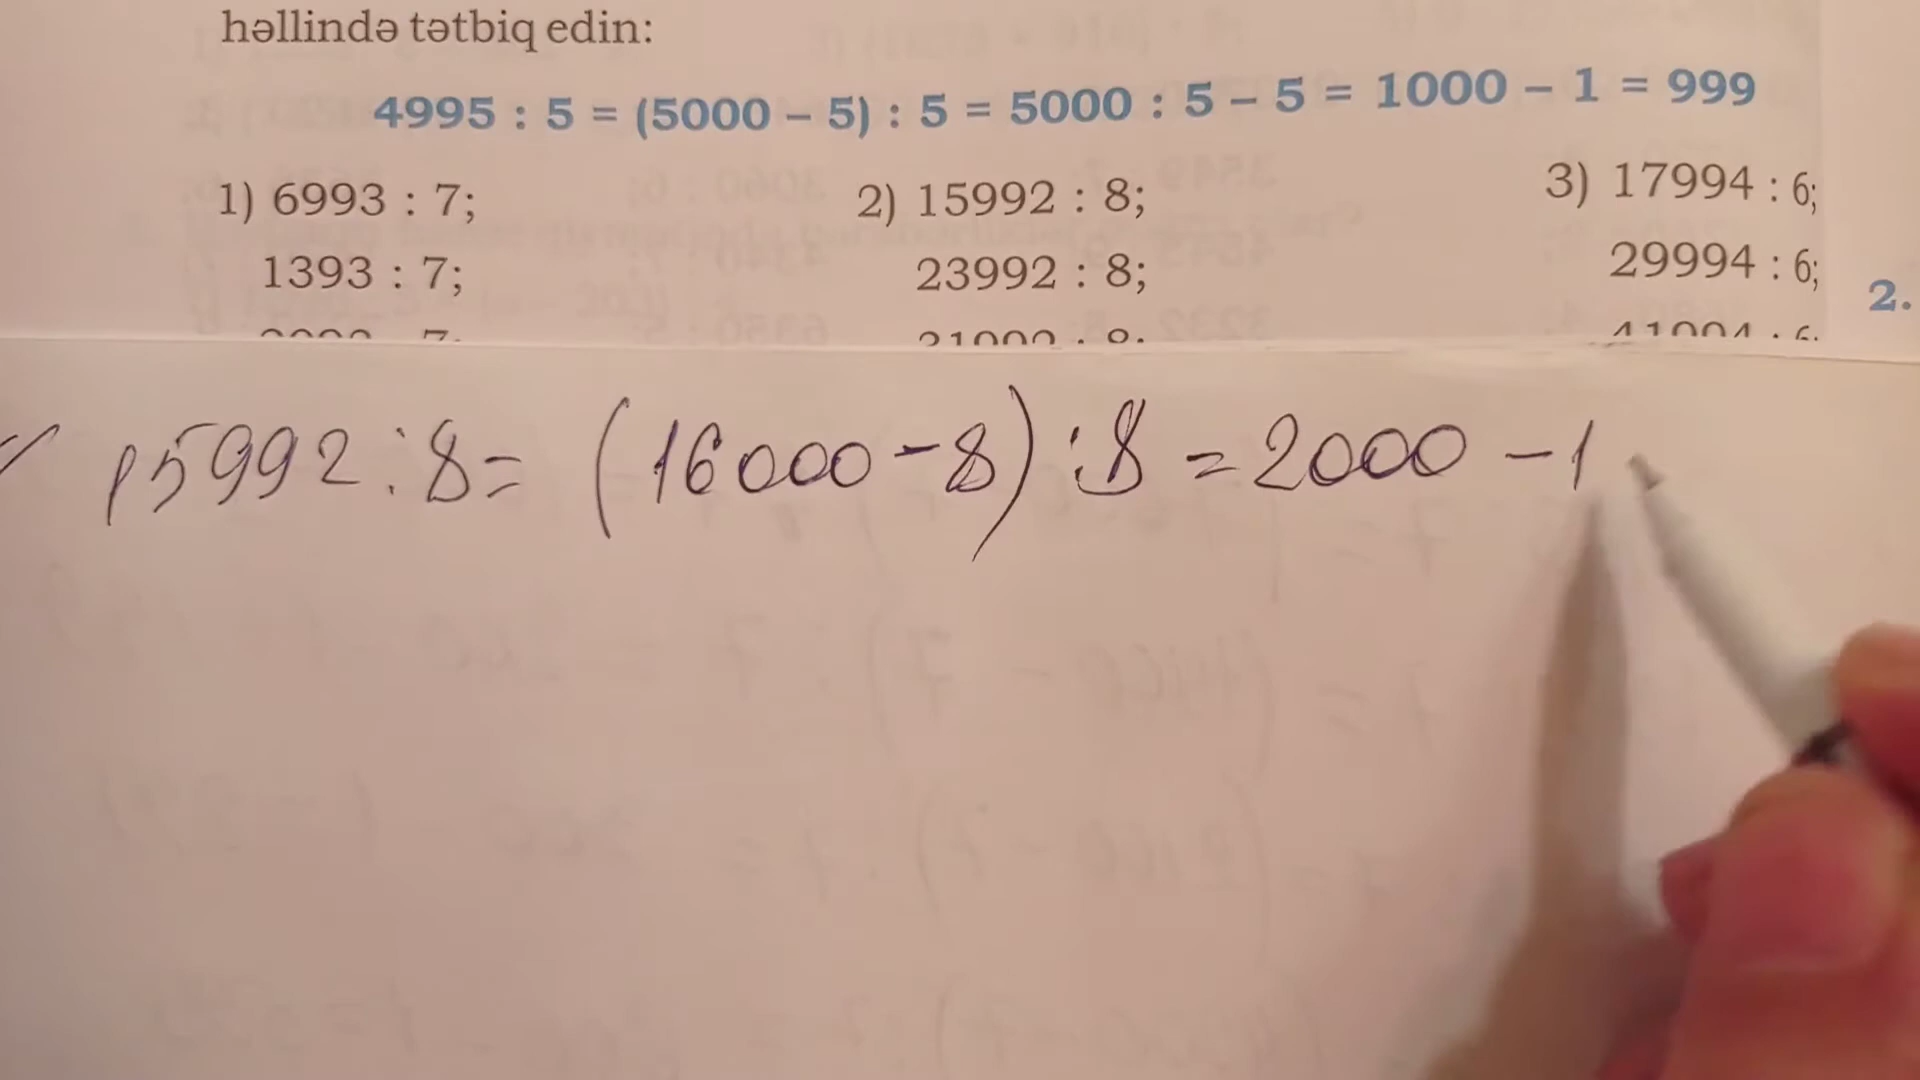 həllində tətbiq edin:
4995 : 5 = (5000 – 5) : 5 = 5000 : 5 – 5 = 1000 – 1 = 999
1) 6993 : 7; 2) 15992 : 8; 3) 17994 : 6;
1393 : 7; 23992 : 8; 29994 : 6;
2.
15992 : 8 = (16000 – 8) : 8 = 2000 – 1